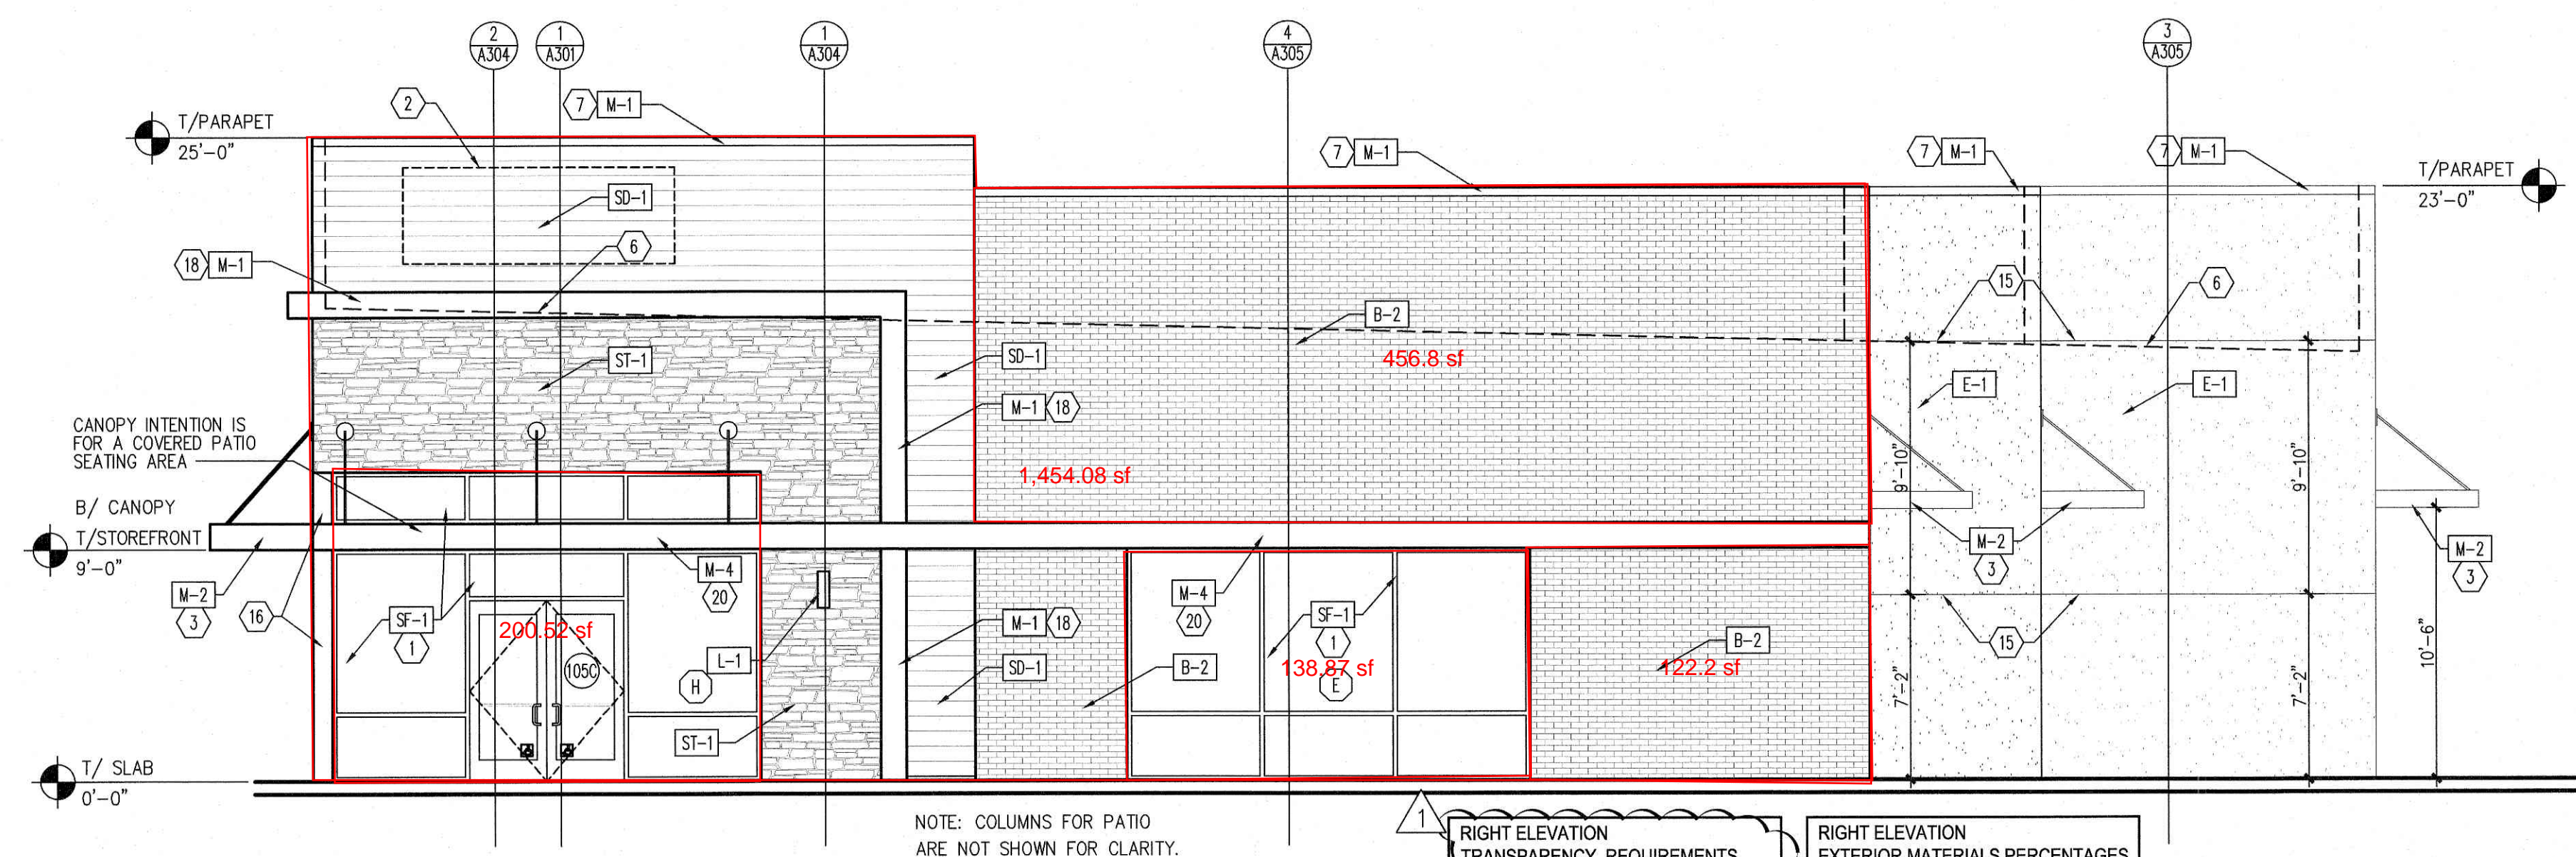 2
A304
1
A301
1
A304
4
A305
3
A305
T/PARAPET
25'-0"
2
7 M-1
7 M-1
7 M-1
7 M-1
T/PARAPET
23'-0"
SD-1
6
18 M-1
15
6
B-2
456.8 sf
ST-1
SD-1
E-1
E-1
M-1 18
CANOPY INTENTION IS
FOR A COVERED PATIO
SEATING AREA
1,454.08 sf
9'-10"
9'-10"
B/ CANOPY
T/STOREFRONT
9'-0"
M-2
3
M-2
3
M-2
3
M-4
20
M-4
20
16
SF-1
1
200.52 sf
105C
H
L-1
M-1 18
SD-1
B-2
SF-1
1
138.87 sf
E
B-2
122.2 sf
15
10'-6"
7'-2"
7'-2"
ST-1
T/ SLAB
0'-0"
NOTE: COLUMNS FOR PATIO
ARE NOT SHOWN FOR CLARITY.
1
RIGHT ELEVATION
TRANSPARENCY REQUIREMENTS
RIGHT ELEVATION
EXTERIOR MATERIALS PERCENTAGES